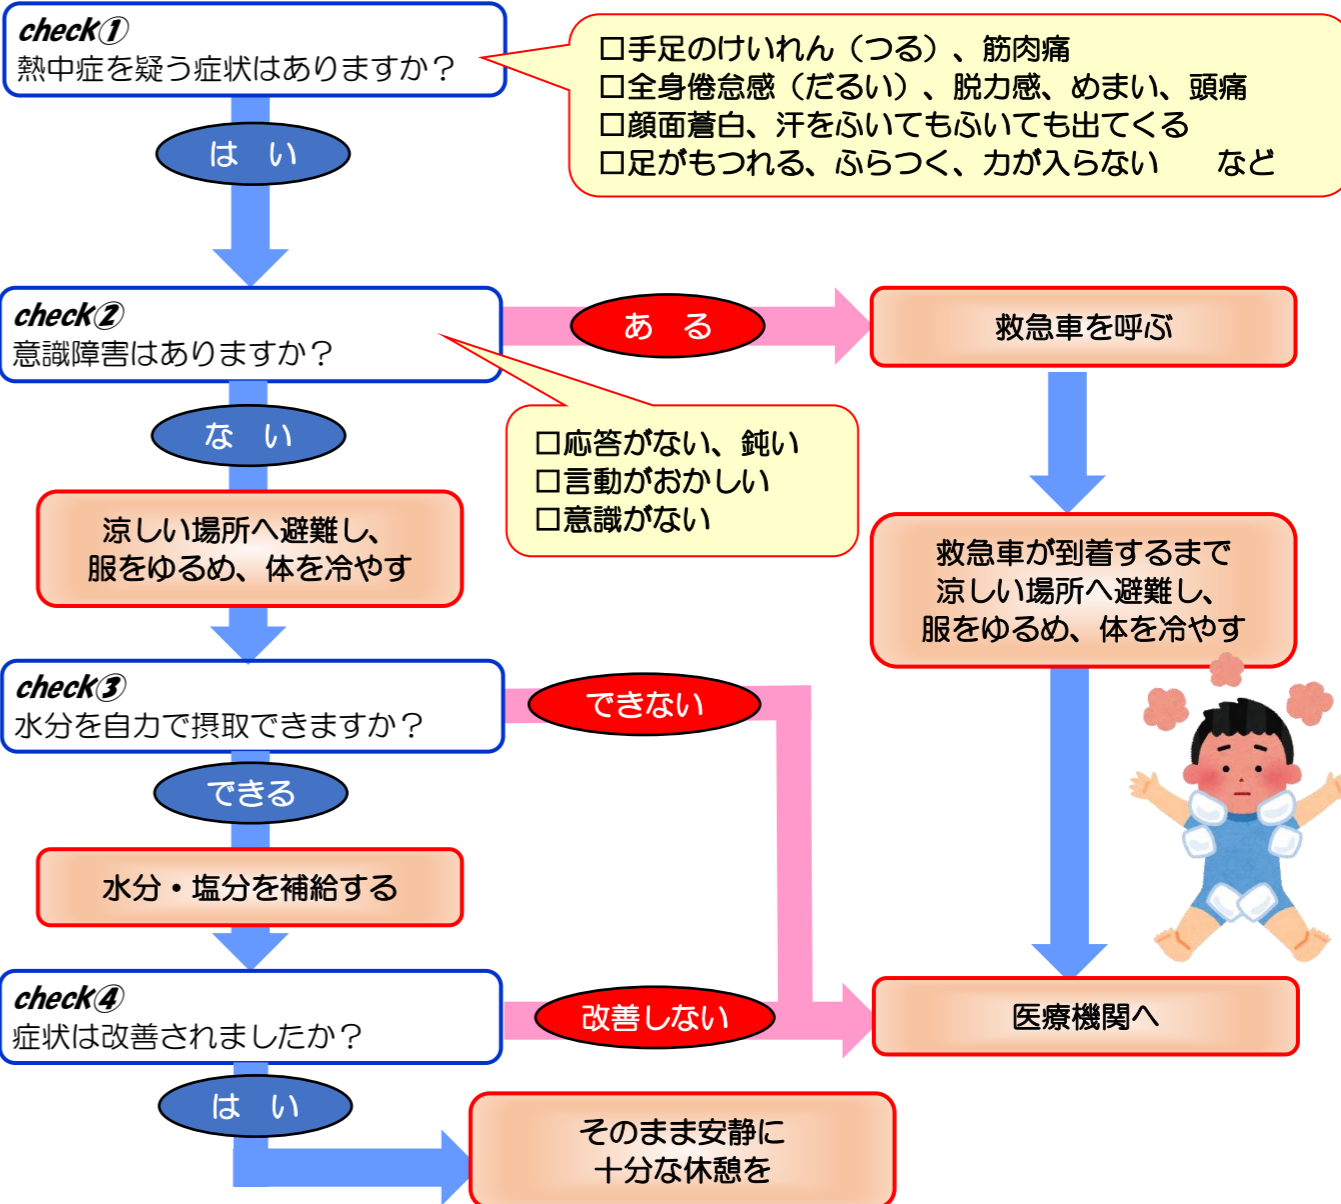 check①
熱中症を疑う症状はありますか？
□手足のけいれん（つる）、筋肉痛
□全身倦怠感（だるい）、脱力感、めまい、頭痛
□顔面蒼白、汗をふいてもふいても出てくる
□足がもつれる、ふらつく、力が入らない　　など
は　い
check②
意識障害はありますか？
あ　る
救急車を呼ぶ
□応答がない、鈍い
□言動がおかしい
□意識がない
な　い
涼しい場所へ避難し、
服をゆるめ、体を冷やす
救急車が到着するまで
涼しい場所へ避難し、
服をゆるめ、体を冷やす
check③
水分を自力で摂取できますか？
できない
できる
水分・塩分を補給する
check④
症状は改善されましたか？
改善しない
医療機関へ
は　い
そのまま安静に
十分な休憩を